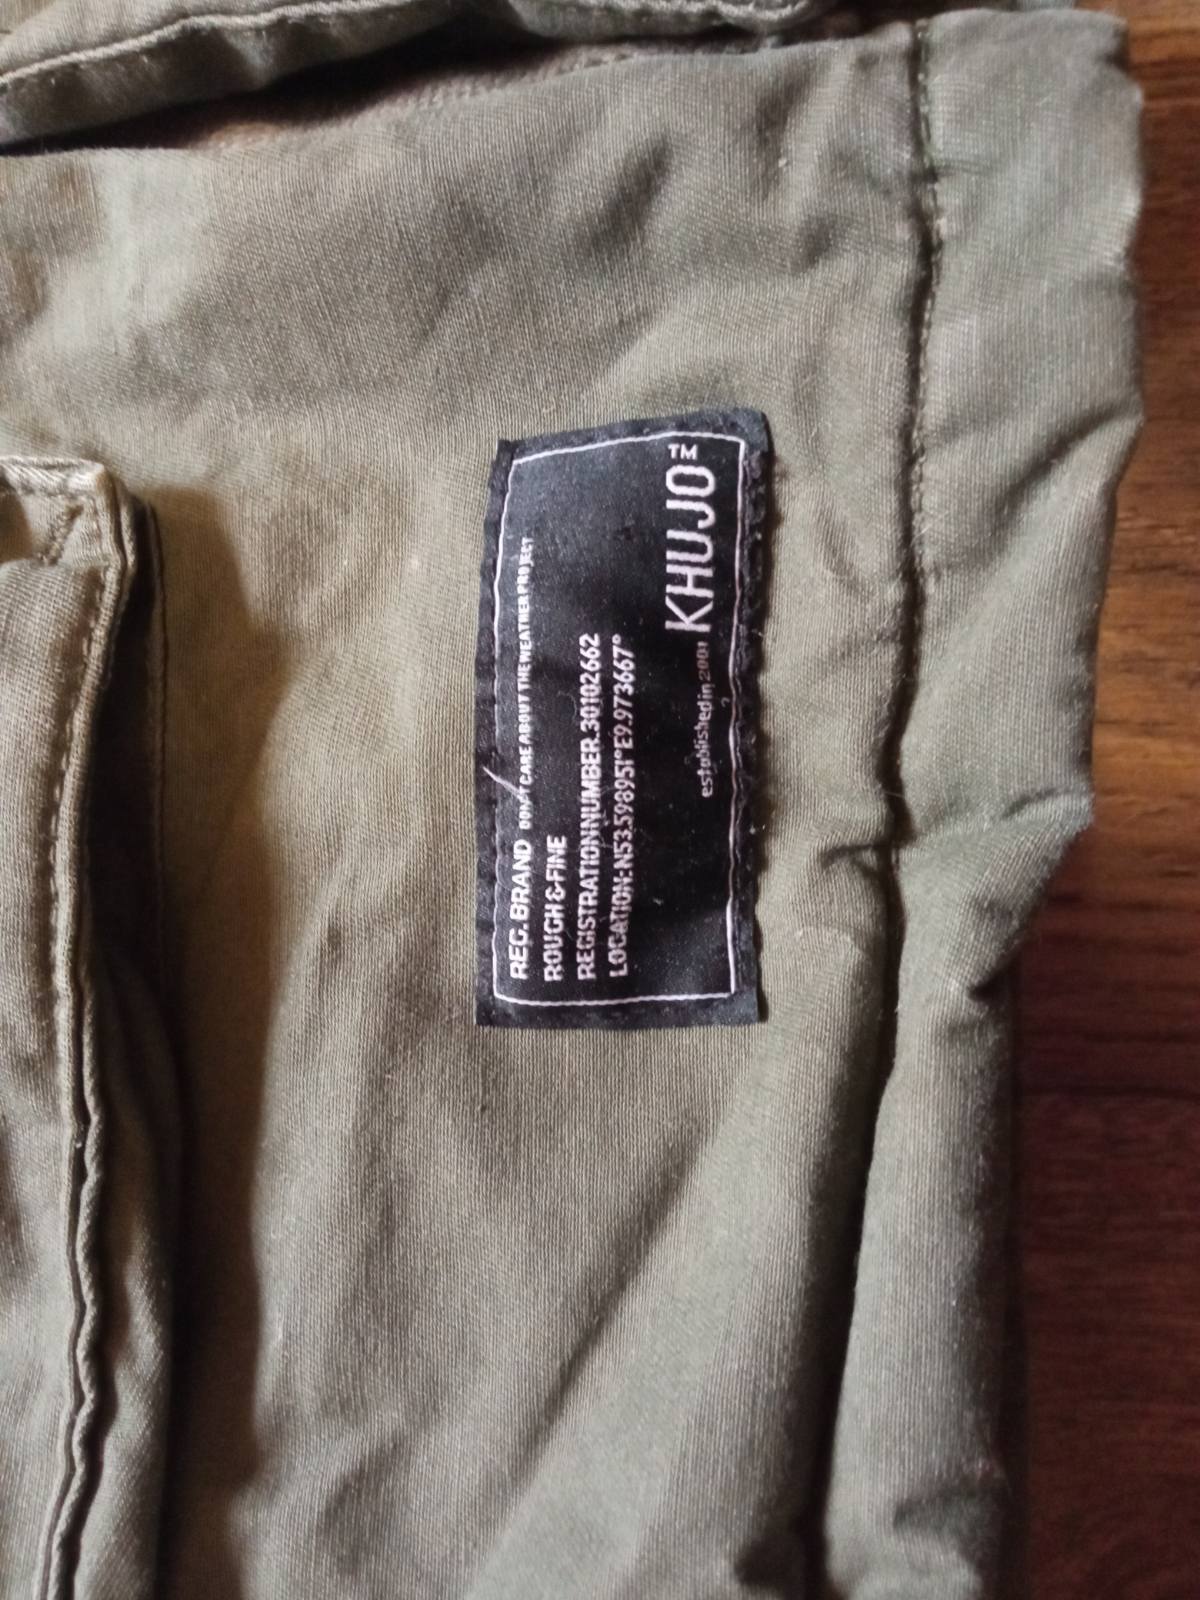 REG. BRAND DON'T CARE ABOUT THE WEATHER PROJECT
ROUGH & FINE
REGISTRATIONNUMBER.30102662
LOCATION:N53.598951°E9.973667°
established in 2001 KHUJO™